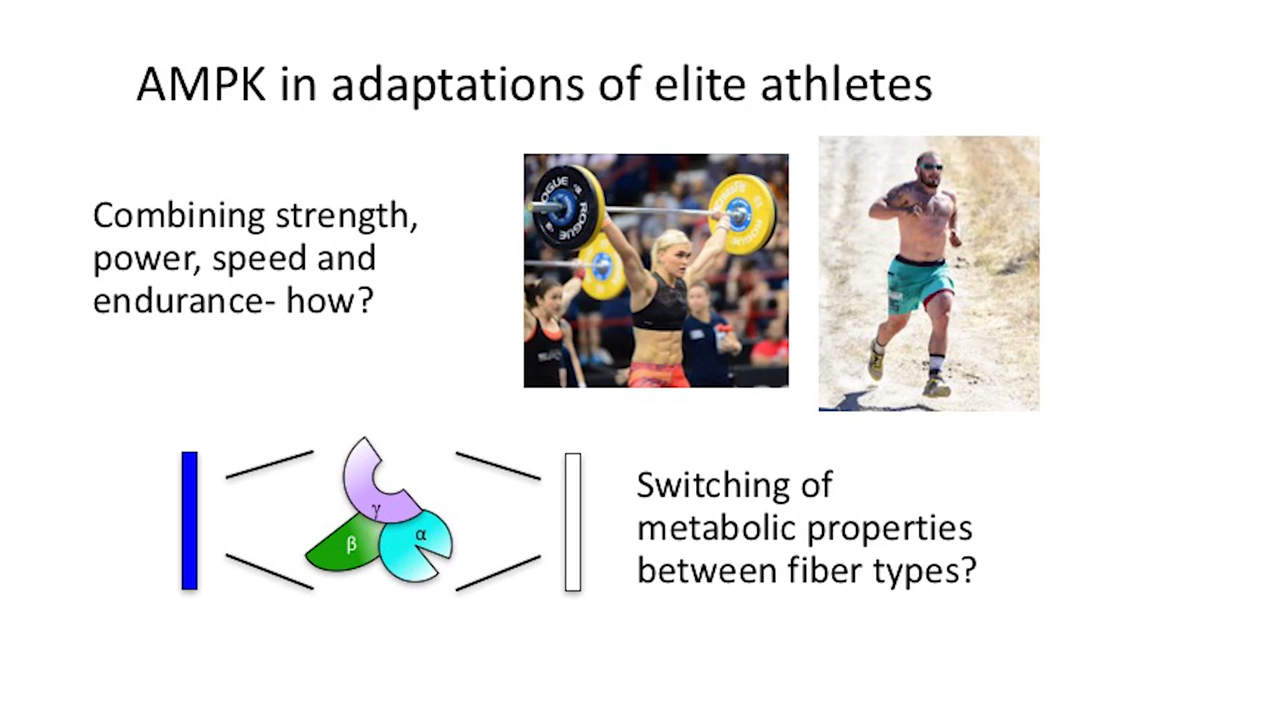 AMPK in adaptations of elite athletes
Combining strength,
power, speed and
endurance- how?
ROGUE
ROGUE
γ
β
α
Switching of
metabolic properties
between fiber types?